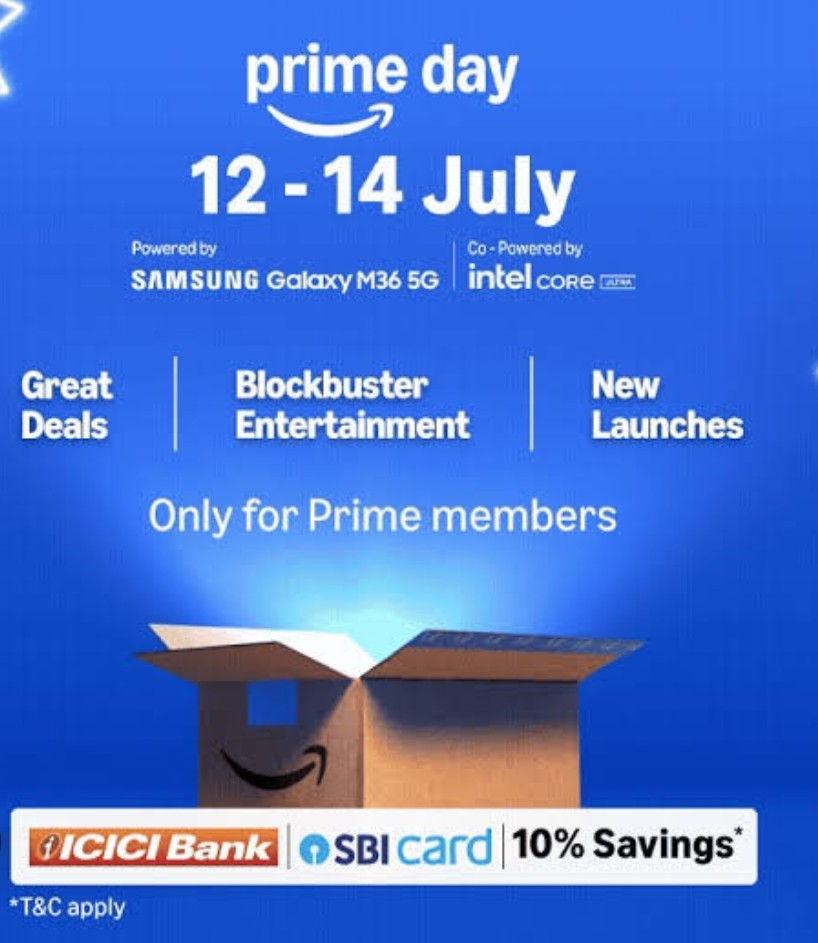 prime day
12 - 14 July
Powered by
SAMSUNG Galaxy M36 5G
Co - Powered by
intel CORE ULTRA
Great
Deals
Blockbuster
Entertainment
New
Launches
Only for Prime members
ICICI Bank
SBI card
10% Savings*
*T&C apply